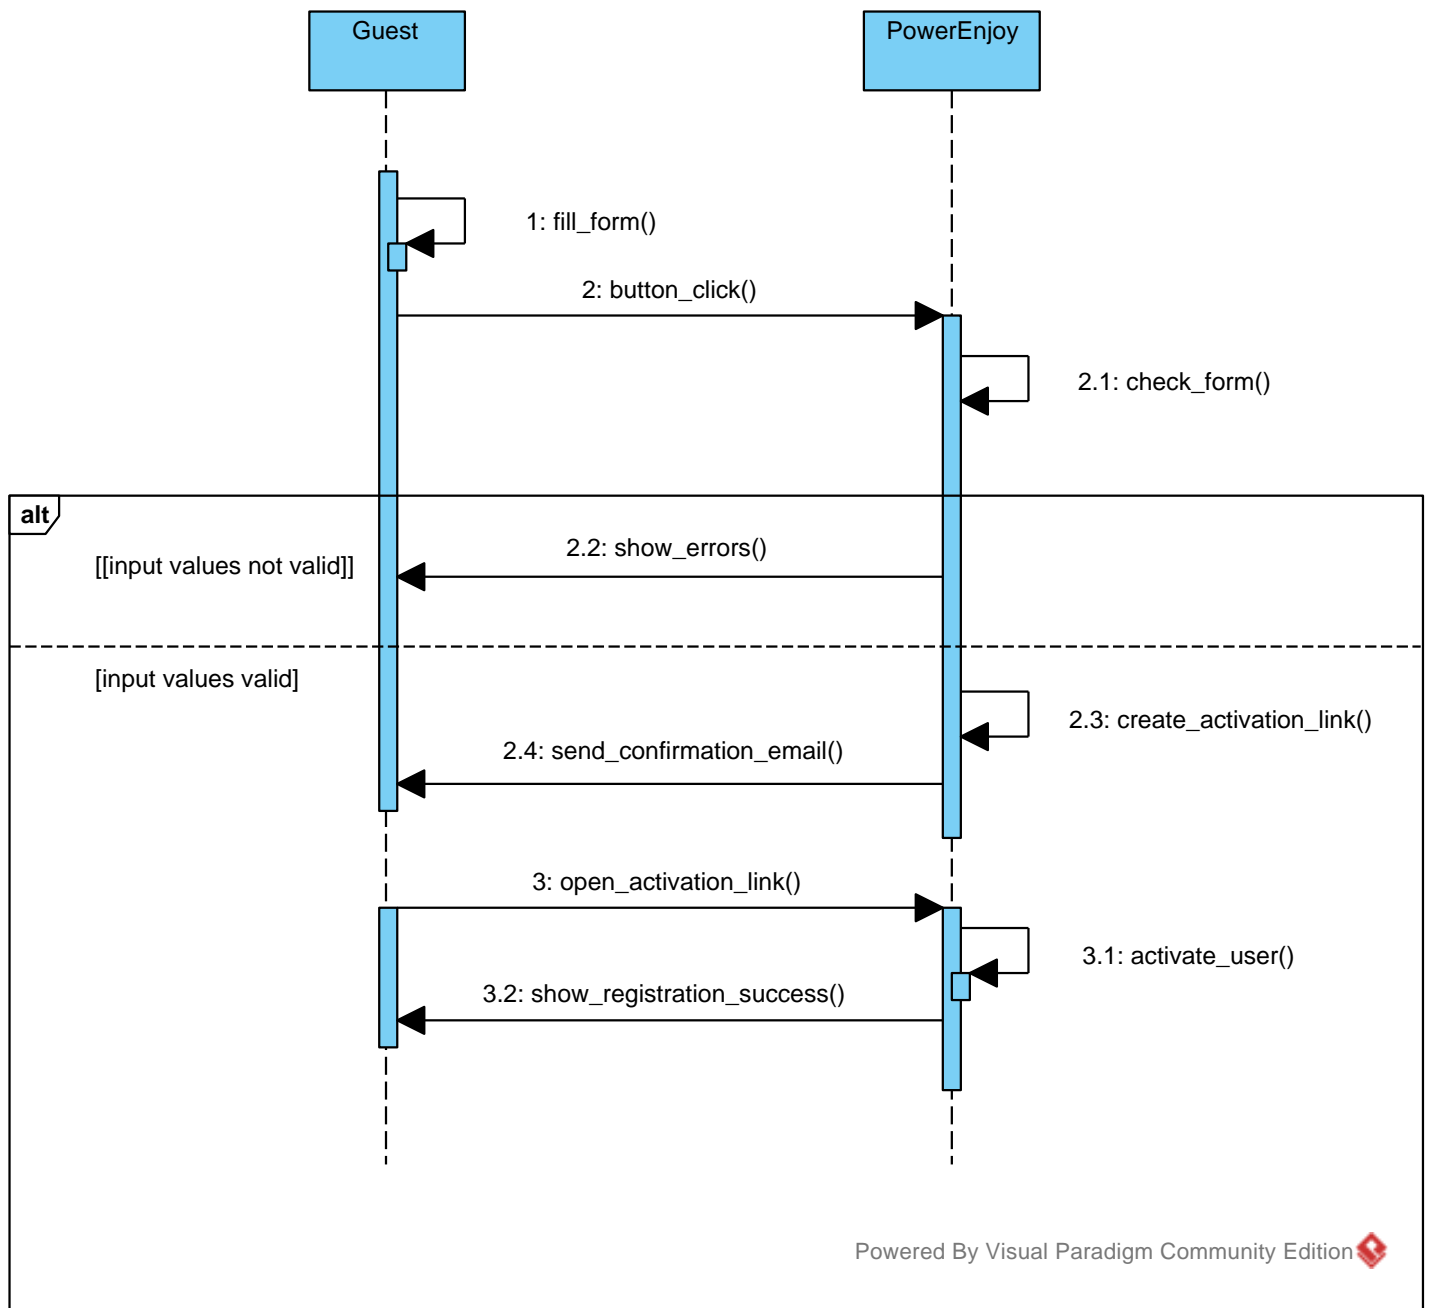 Guest
PowerEnjoy
1: fill_form()
2: button_click()
2.1: check_form()
alt
2.2: show_errors()
[[input values not valid]]
[input values valid]
2.3: create_activation_link()
2.4: send_confirmation_email()
3: open_activation_link()
3.1: activate_user()
3.2: show_registration_success()
Powered By Visual Paradigm Community Edition